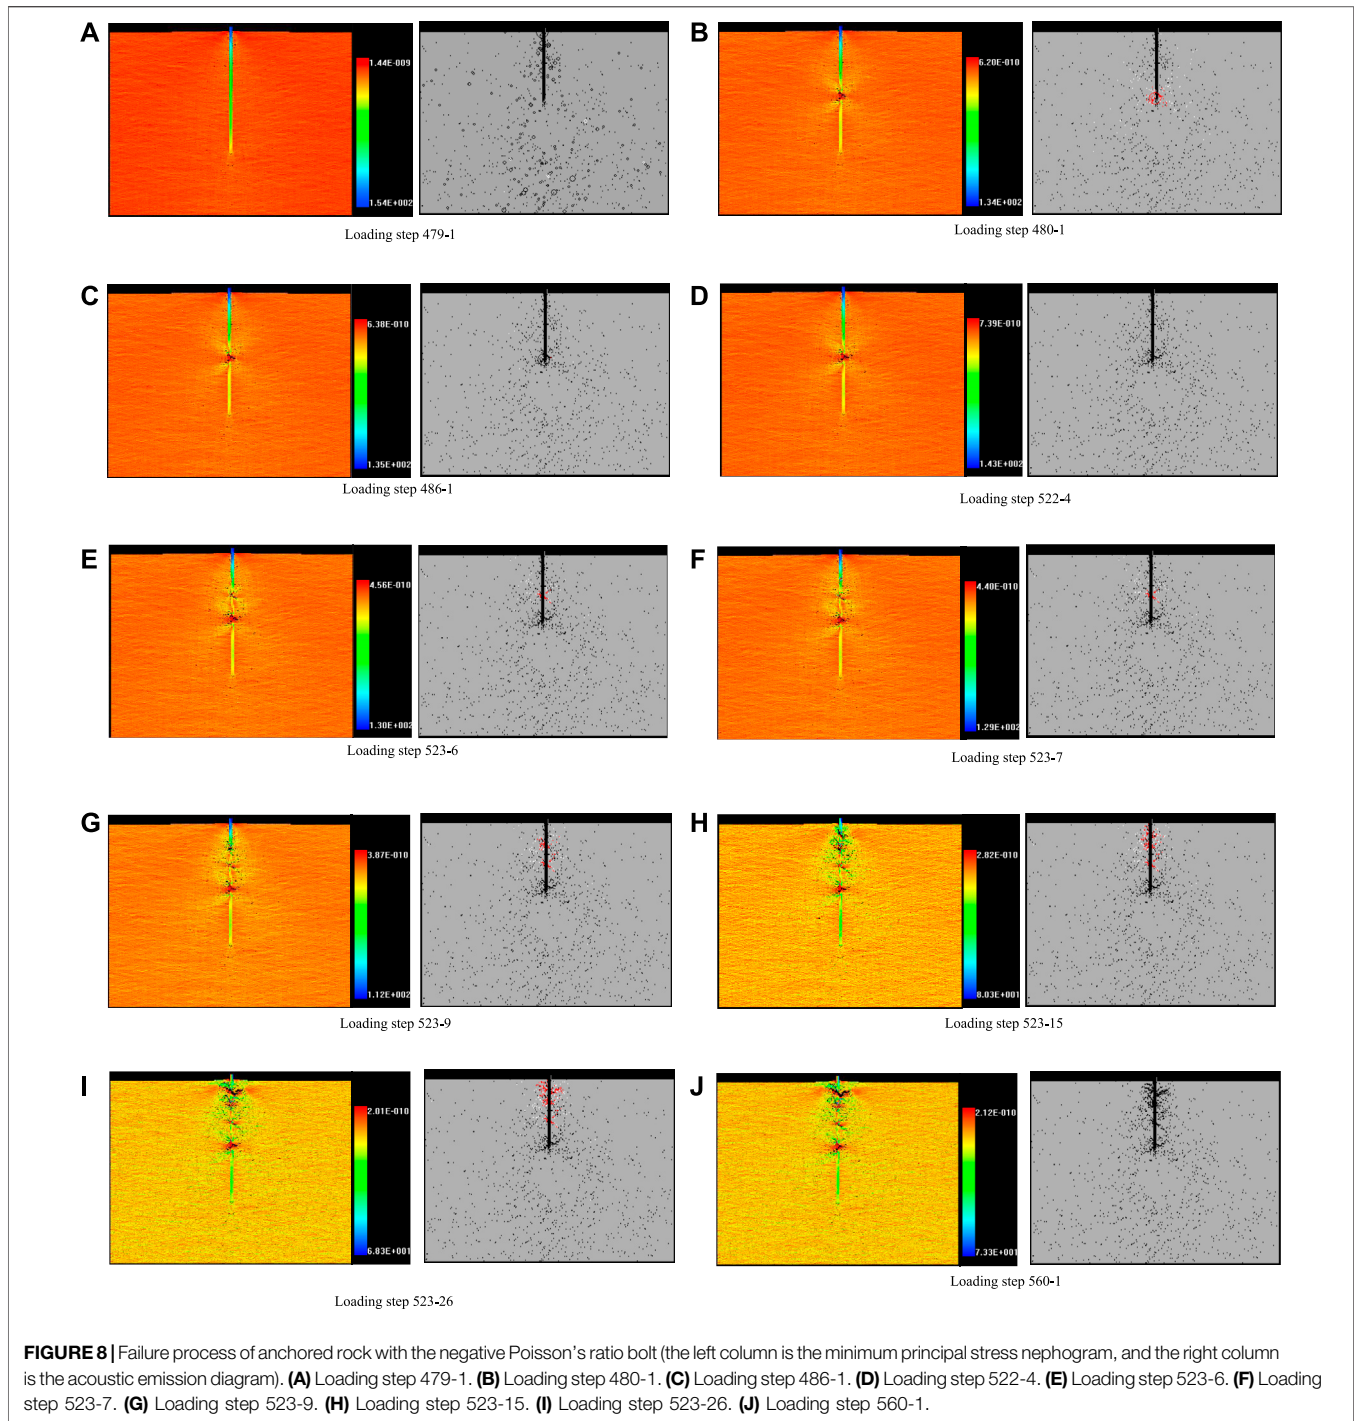 A
1.44E-009
1.54E+002
Loading step 479-1
B
6.20E-010
1.34E+002
Loading step 480-1
C
6.38E-010
1.35E+002
Loading step 486-1
D
7.39E-010
1.43E+002
Loading step 522-4
E
4.56E-010
1.30E+002
Loading step 523-6
F
4.40E-010
1.29E+002
Loading step 523-7
G
3.87E-010
1.12E+002
Loading step 523-9
H
2.82E-010
8.03E+001
Loading step 523-15
I
2.01E-010
6.83E+001
Loading step 523-26
J
2.12E-010
7.33E+001
Loading step 560-1
FIGURE 8 | Failure process of anchored rock with the negative Poisson's ratio bolt (the left column is the minimum principal stress nephogram, and the right column
is the acoustic emission diagram). (A) Loading step 479-1. (B) Loading step 480-1. (C) Loading step 486-1. (D) Loading step 522-4. (E) Loading step 523-6. (F) Loading
step 523-7. (G) Loading step 523-9. (H) Loading step 523-15. (I) Loading step 523-26. (J) Loading step 560-1.